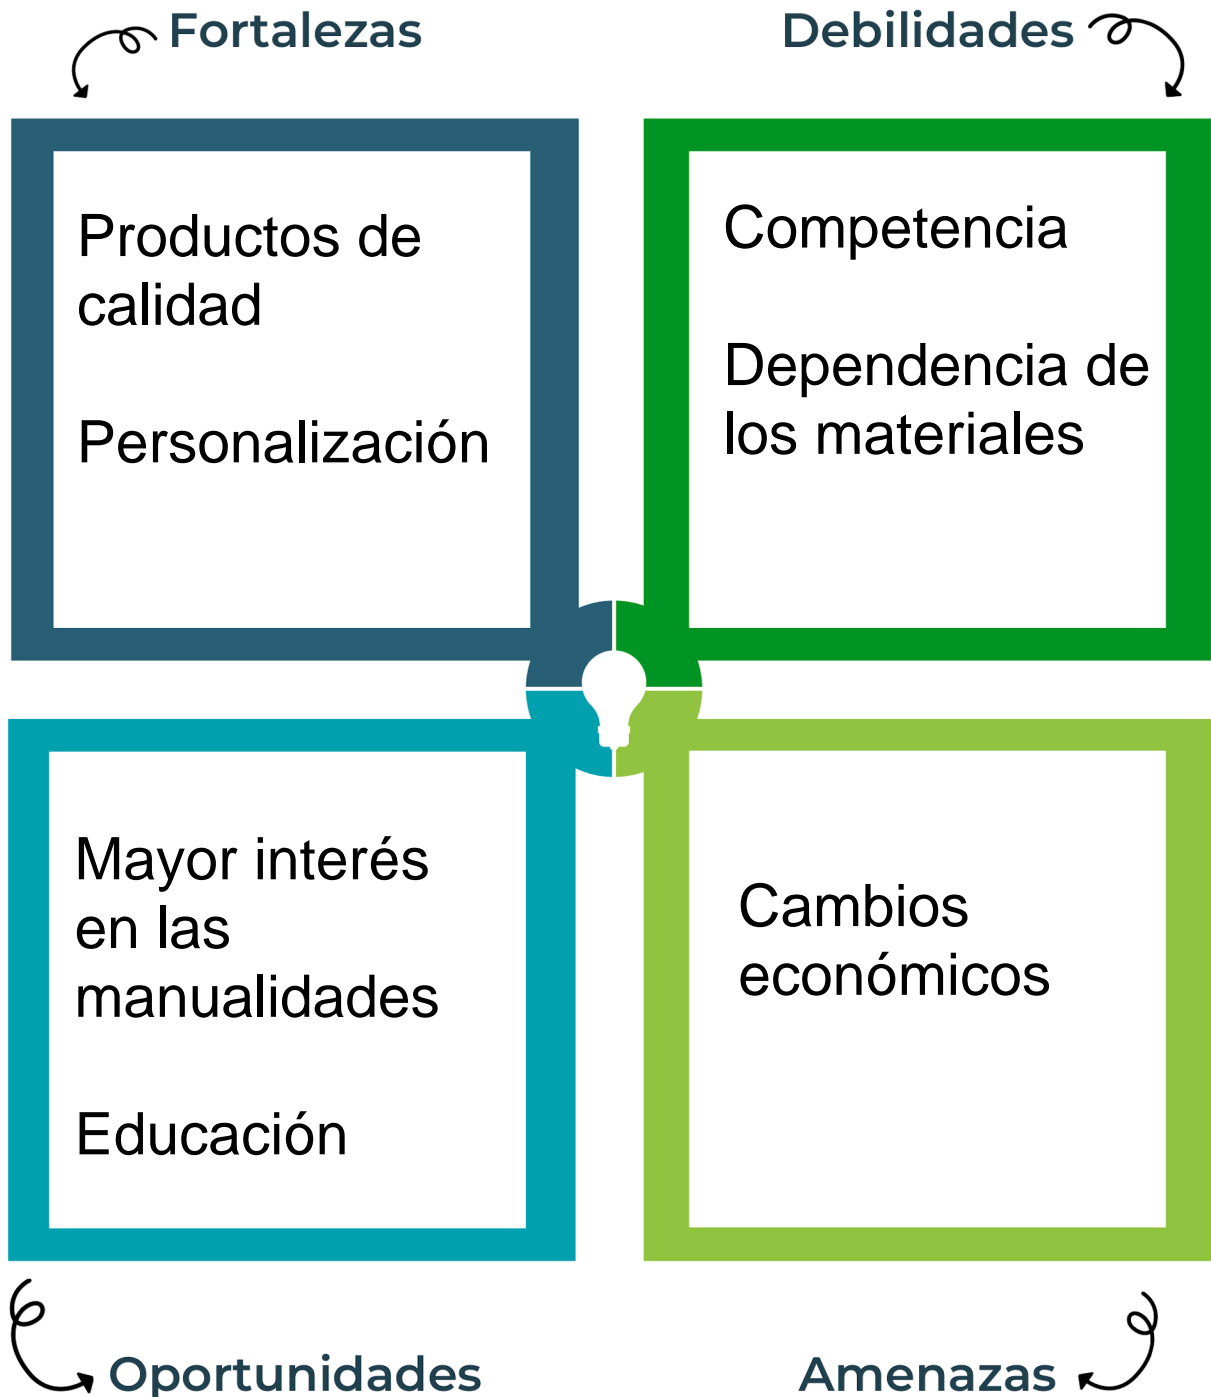 Fortalezas
Productos de
calidad
Personalización
Debilidades
Competencia
Dependencia de
los materiales
Mayor interés
en las
manualidades
Educación
Oportunidades
Cambios
económicos
Amenazas